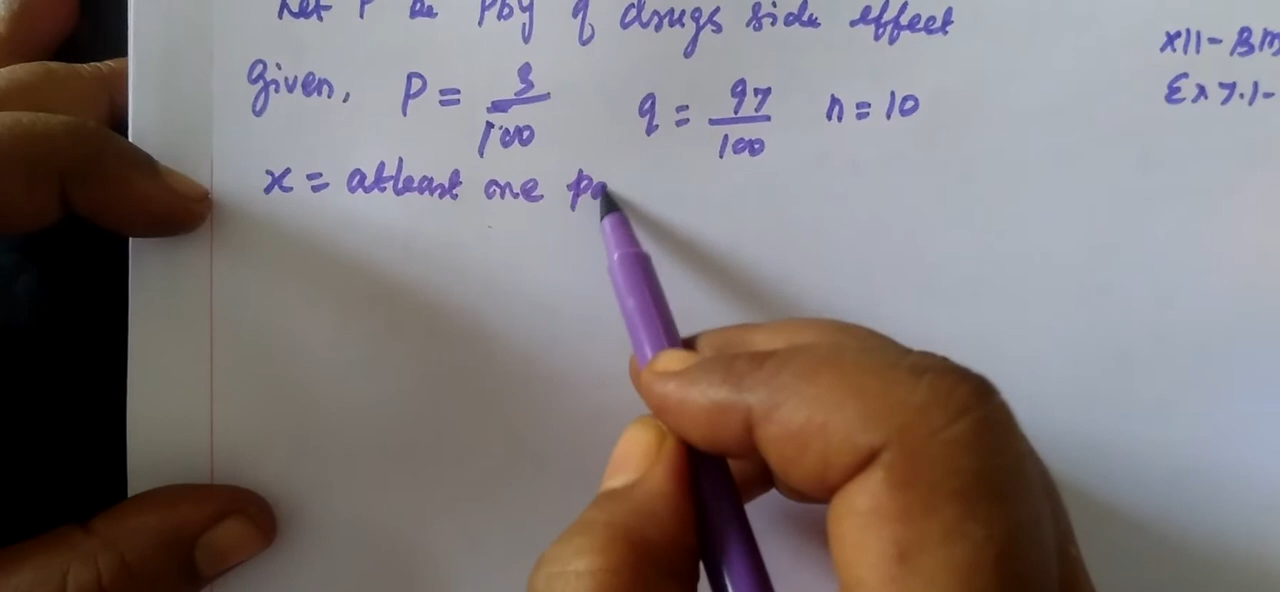 Let P be Pby of drugs side effect
Given, P = 3/100 q = 97/100 n = 10
x = atleast one
XII - BM
Ex 7.1 -